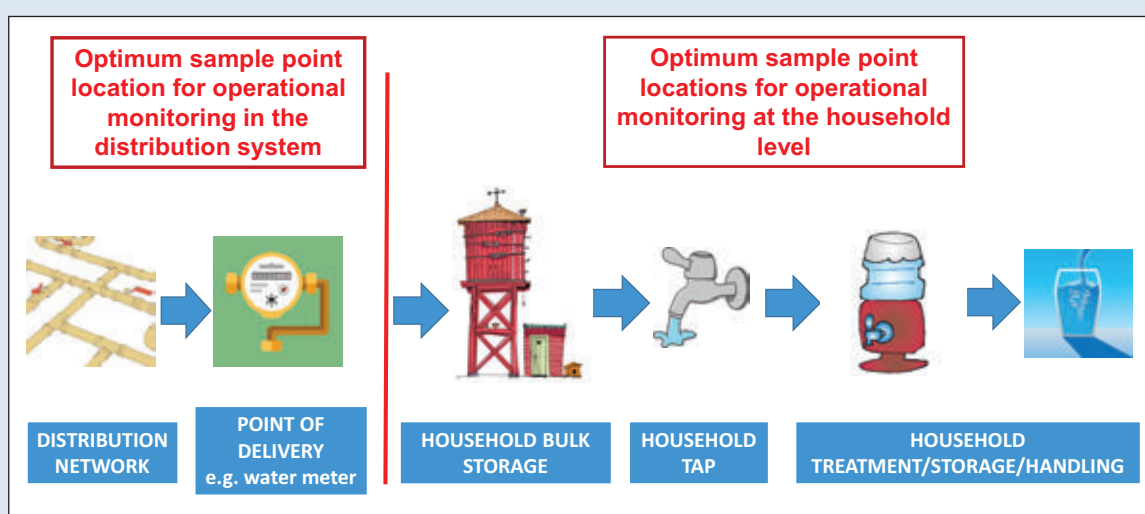 Optimum sample point
location for operational
monitoring in the
distribution system
Optimum sample point
locations for operational
monitoring at the household
level
DISTRIBUTION
NETWORK
POINT OF
DELIVERY
e.g. water meter
HOUSEHOLD BULK
STORAGE
HOUSEHOLD
TAP
HOUSEHOLD
TREATMENT/STORAGE/HANDLING